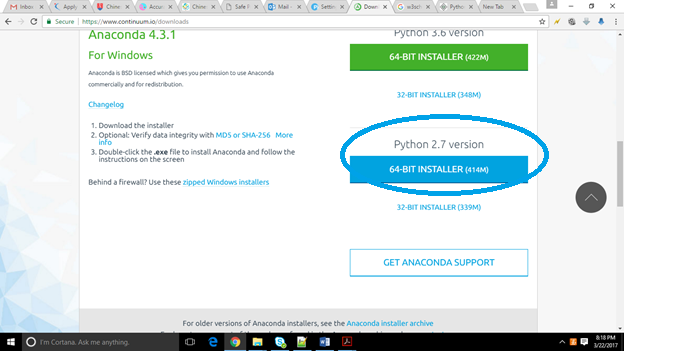 Inbox
Apply
Chines
Accu
Chine
Safe F
Mail -
Settin
Downl
w3sch
Python
New Tab
Secure
https://www.continuum.io/downloads
Anaconda 4.3.1
For Windows
Anaconda is BSD licensed which gives you permission to use Anaconda
commercially and for redistribution.
Changelog
1. Download the installer
2. Optional: Verify data integrity with MD5 or SHA-256 More
info
3. Double-click the .exe file to install Anaconda and follow the
instructions on the screen
Behind a firewall? Use these zipped Windows installers
Python 3.6 version
64-BIT INSTALLER (422M)
32-BIT INSTALLER (348M)
Python 2.7 version
64-BIT INSTALLER (414M)
32-BIT INSTALLER (339M)
GET ANACONDA SUPPORT
For older versions of Anaconda installers, see the Anaconda installer archive
I'm Cortana. Ask me anything.
8:18 PM
3/22/2017